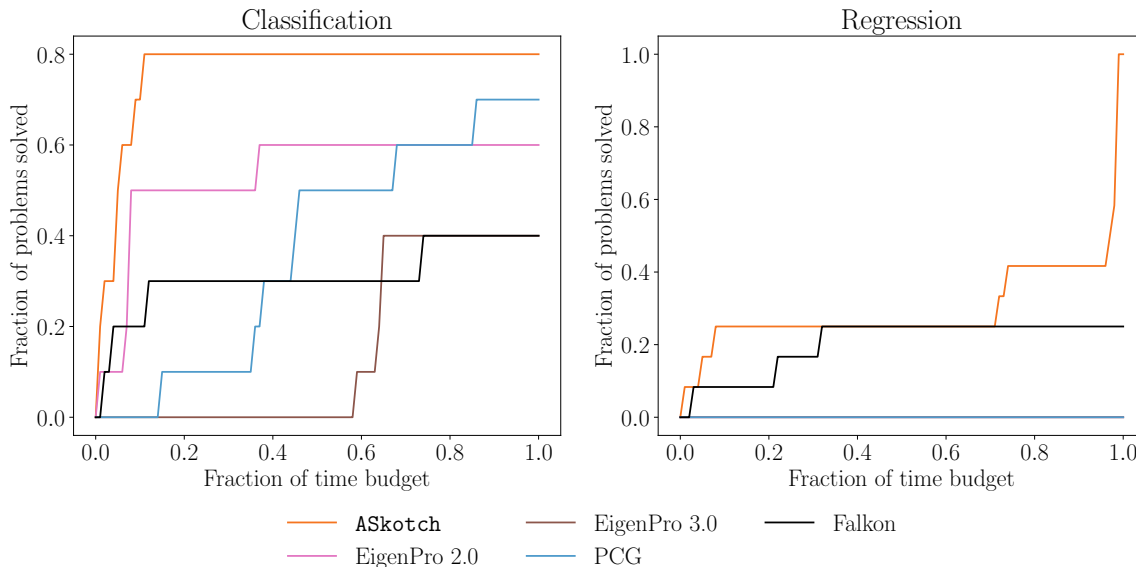 Classification
Fraction of problems solved
0.8
0.6
0.4
0.2
0.0
0.0 0.2 0.4 0.6 0.8 1.0
Fraction of time budget
Regression
Fraction of problems solved
1.0
0.8
0.6
0.4
0.2
0.0
0.0 0.2 0.4 0.6 0.8 1.0
Fraction of time budget
ASkotch EigenPro 3.0 Falkon
EigenPro 2.0 PCG